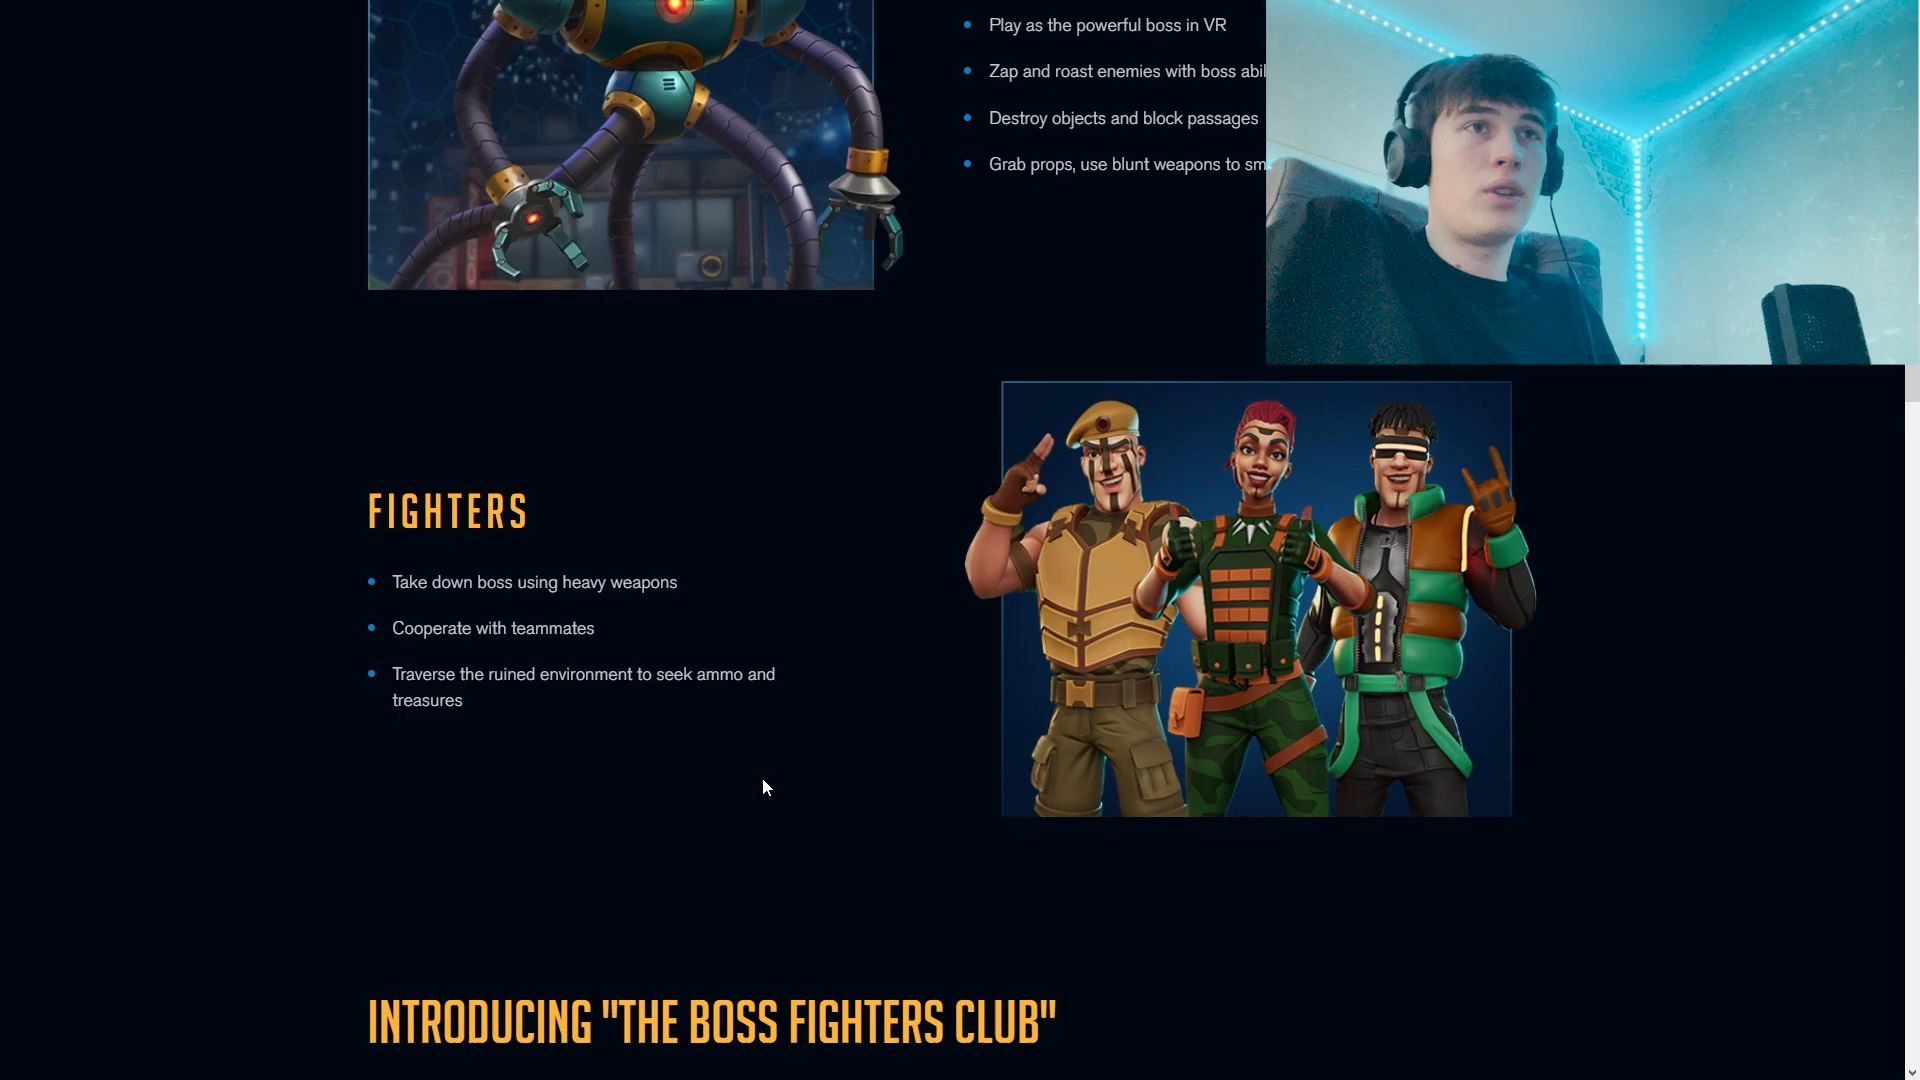 Play as the powerful boss in VR
Zap and roast enemies with boss abil
Destroy objects and block passages
Grab props, use blunt weapons to sm
FIGHTERS
Take down boss using heavy weapons
Cooperate with teammates
Traverse the ruined environment to seek ammo and
treasures
INTRODUCING "THE BOSS FIGHTERS CLUB"